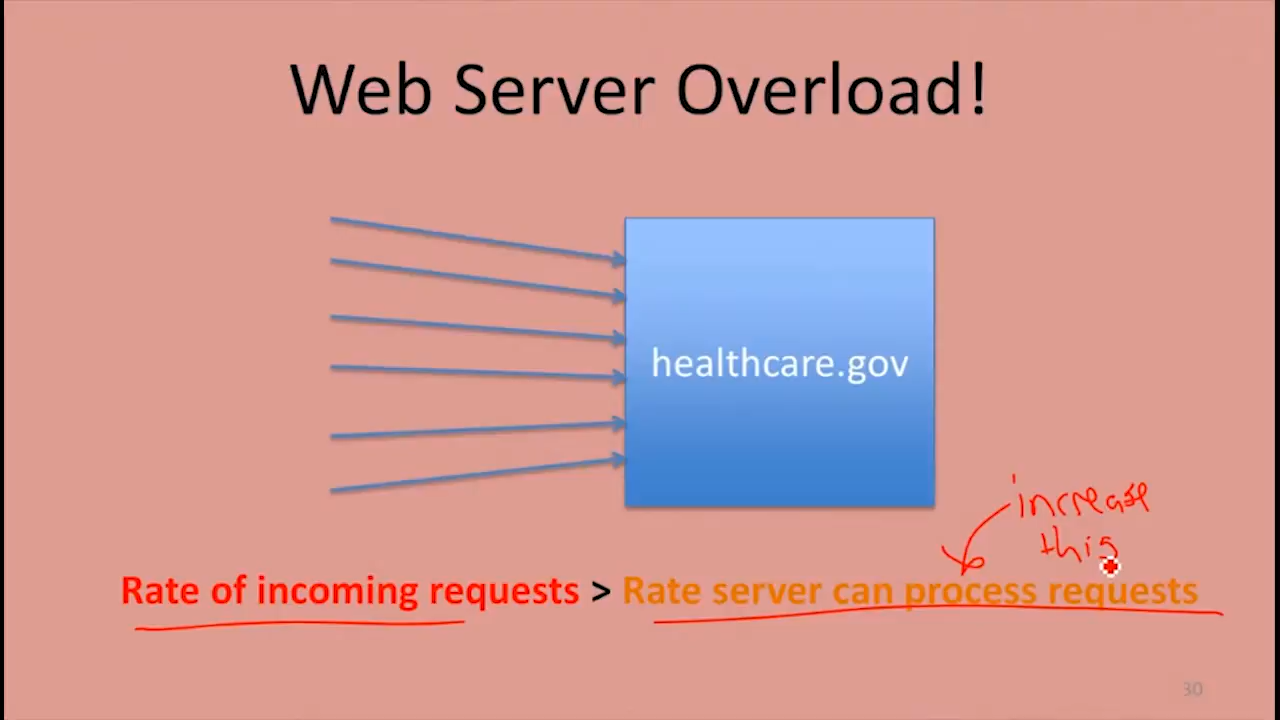 Web Server Overload!
healthcare.gov
increase
this
Rate of incoming requests > Rate server can process requests
30